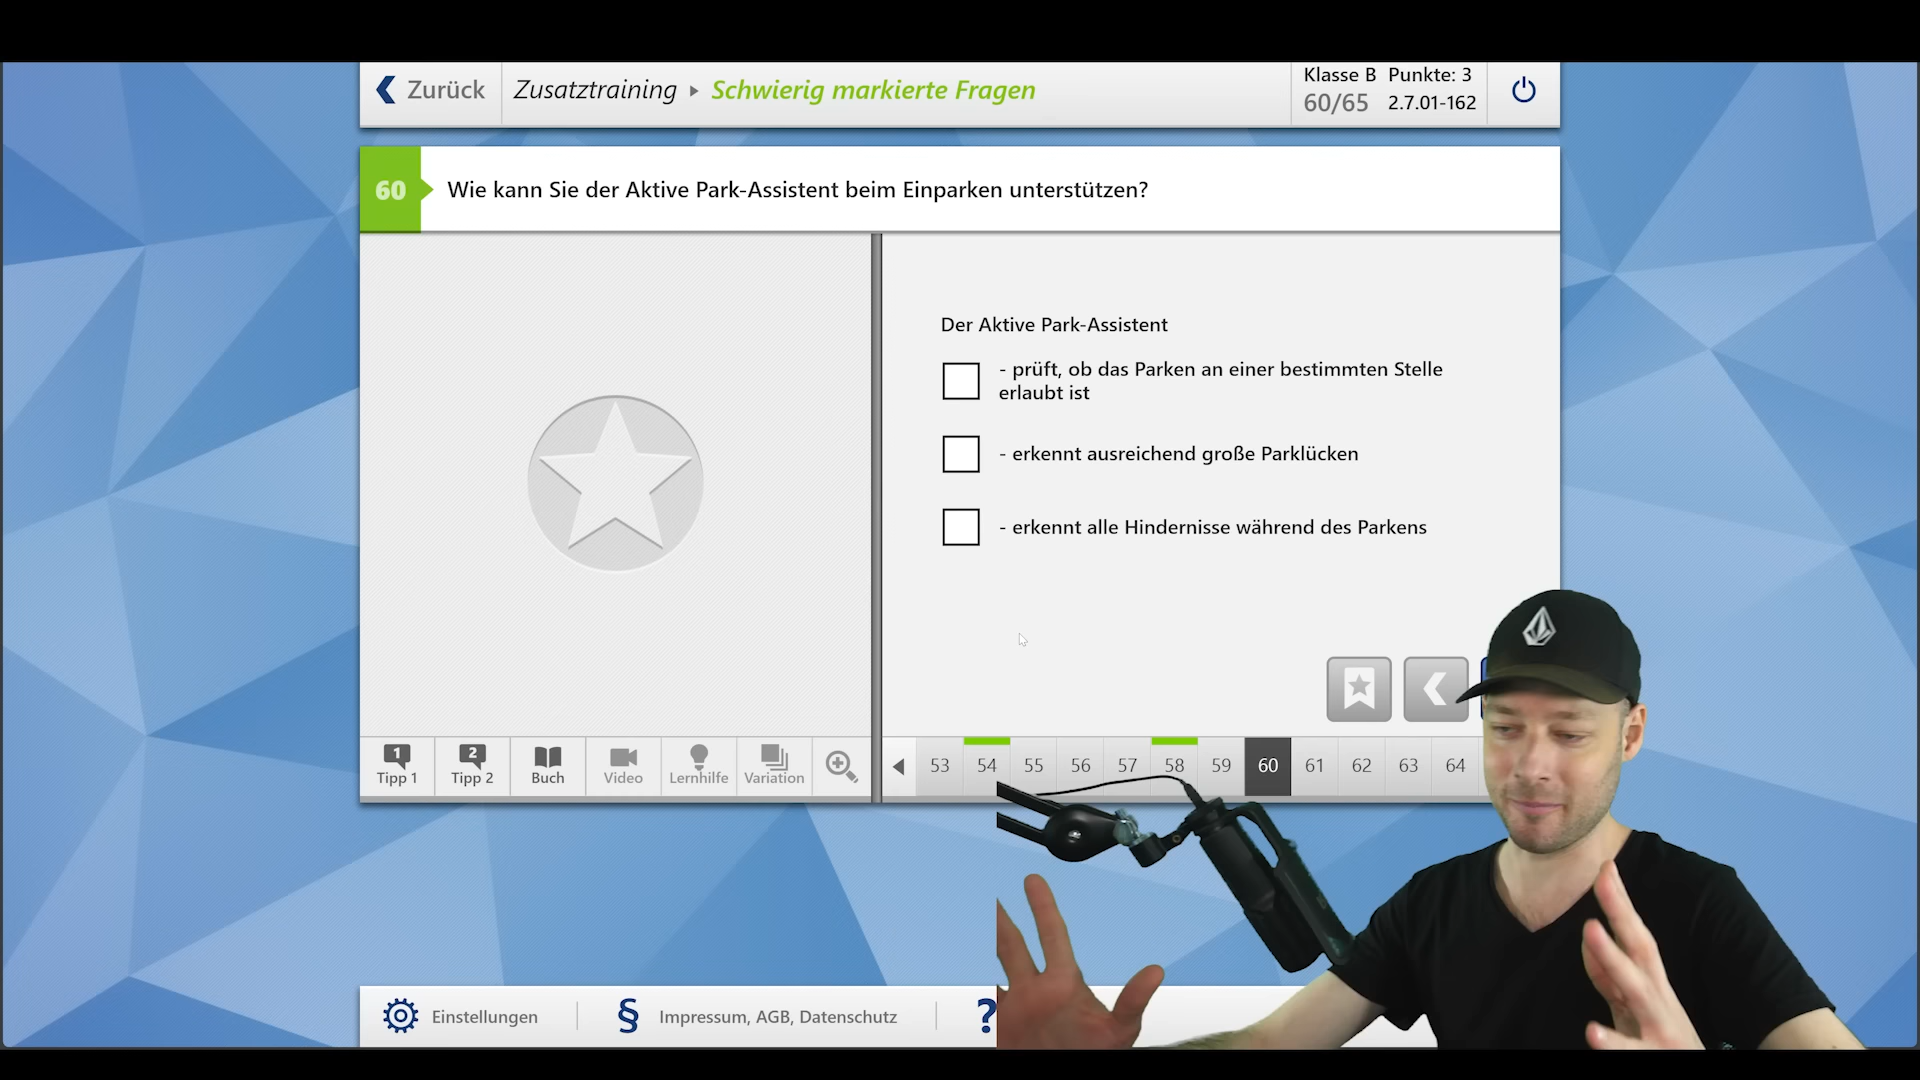 Zurück
Zusatztraining ▸ Schwierig markierte Fragen
Klasse B Punkte: 3
60/65 2.7.01-162
60 Wie kann Sie der Aktive Park-Assistent beim Einparken unterstützen?
Der Aktive Park-Assistent
- prüft, ob das Parken an einer bestimmten Stelle
erlaubt ist
- erkennt ausreichend große Parklücken
- erkennt alle Hindernisse während des Parkens
1 2
Tipp 1 Tipp 2 Buch Video Lernhilfe Variation
53 54 55 56 57 58 59 60 61 62 63 64
Einstellungen § Impressum, AGB, Datenschutz ?